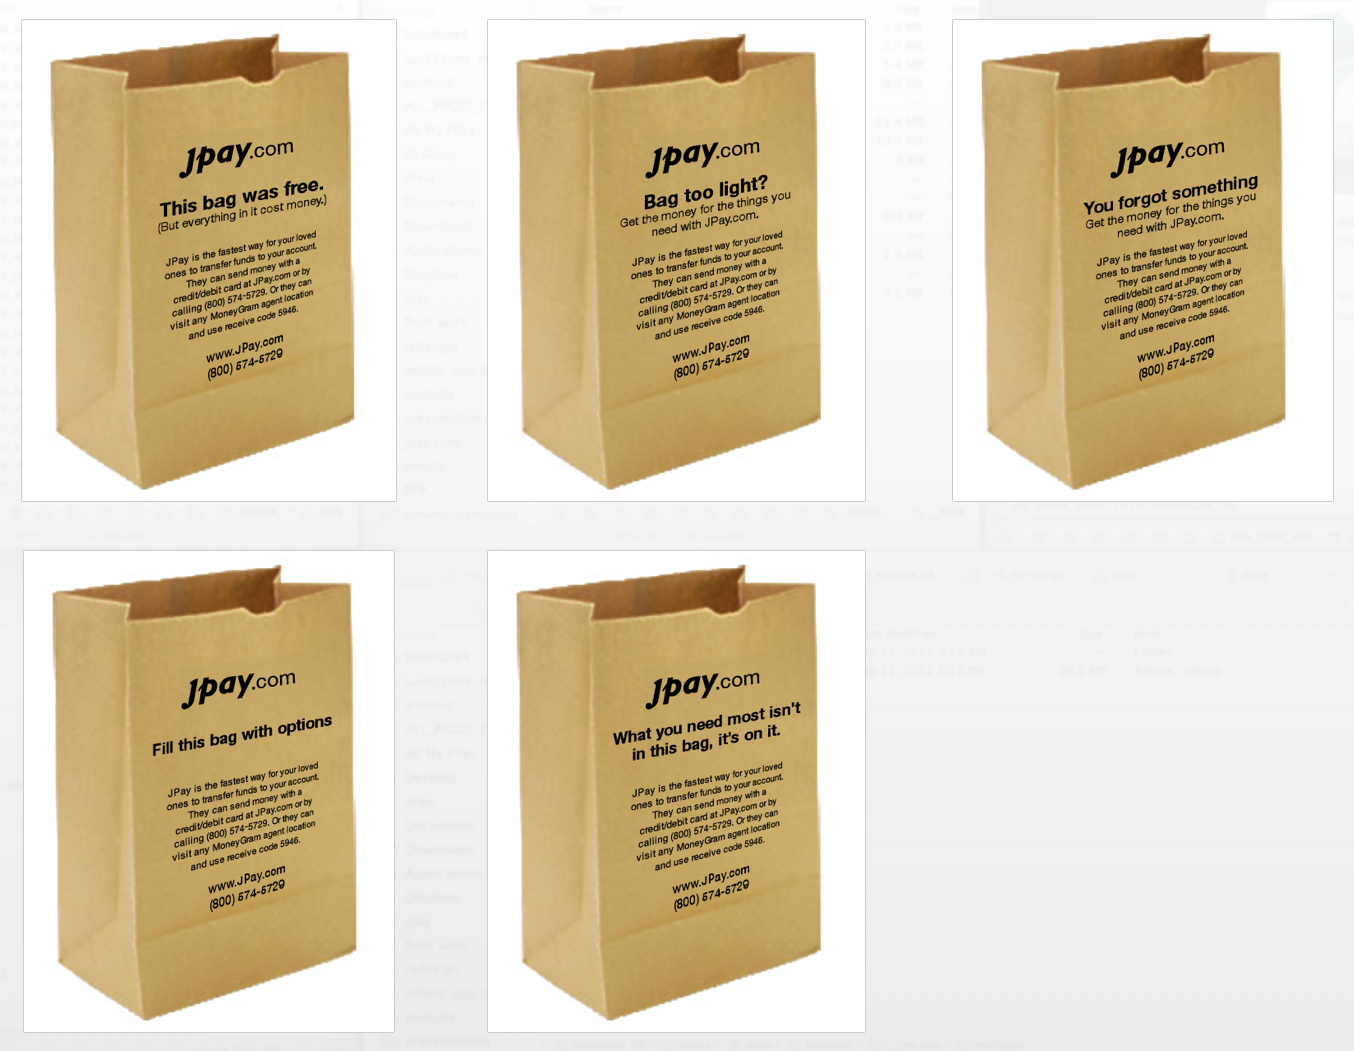 Jpay.com
This bag was free.
(But everything in it cost money.)
JPay is the fastest way for your loved
ones to transfer funds to your account.
They can send money with a
credit/debit card at JPay.com or by
calling (800) 574-5729. Or they can
visit any MoneyGram agent location
and use receive code 5946.
www.JPay.com
(800) 574-5729
Jpay.com
Bag too light?
Get the money for the things you
need with JPay.com.
JPay is the fastest way for your loved
ones to transfer funds to your account.
They can send money with a
credit/debit card at JPay.com or by
calling (800) 574-5729. Or they can
visit any MoneyGram agent location
and use receive code 5946.
www.JPay.com
(800) 574-5729
Jpay.com
You forgot something
Get the money for the things you
need with JPay.com.
JPay is the fastest way for your loved
ones to transfer funds to your account.
They can send money with a
credit/debit card at JPay.com or by
calling (800) 574-5729. Or they can
visit any MoneyGram agent location
and use receive code 5946.
www.JPay.com
(800) 574-5729
Jpay.com
Fill this bag with options
JPay is the fastest way for your loved
ones to transfer funds to your account.
They can send money with a
credit/debit card at JPay.com or by
calling (800) 574-5729. Or they can
visit any MoneyGram agent location
and use receive code 5946.
www.JPay.com
(800) 574-5729
Jpay.com
What you need most isn't
in this bag, it's on it.
JPay is the fastest way for your loved
ones to transfer funds to your account.
They can send money with a
credit/debit card at JPay.com or by
calling (800) 574-5729. Or they can
visit any MoneyGram agent location
and use receive code 5946.
www.JPay.com
(800) 574-5729